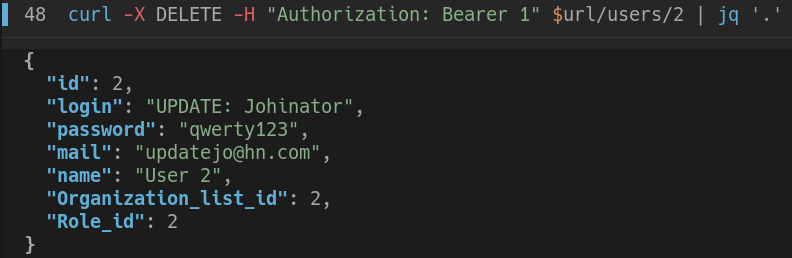 48 curl -X DELETE -H "Authorization: Bearer 1" $url/users/2 | jq '.'
{
"id": 2,
"login": "UPDATE: Johinator",
"password": "qwerty123",
"mail": "updatejo@hn.com",
"name": "User 2",
"Organization_list_id": 2,
"Role_id": 2
}